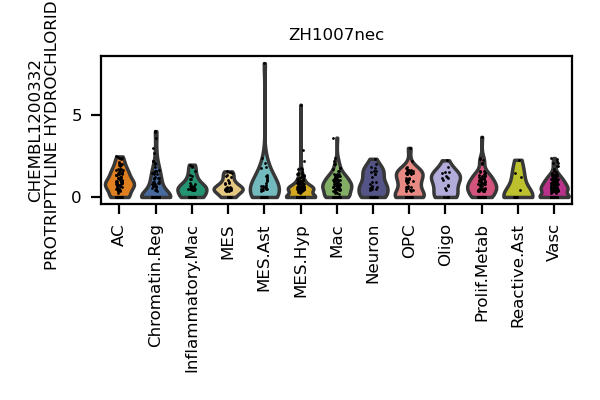 ZH1007nec
CHEMBL1200332
PROTRIPTYLINE HYDROCHLORID
5
0
AC
Chromatin.Reg
Inflammatory.Mac
MES
MES.Ast
MES.Hyp
Mac
Neuron
OPC
Oligo
Prolif.Metab
Reactive.Ast
Vasc